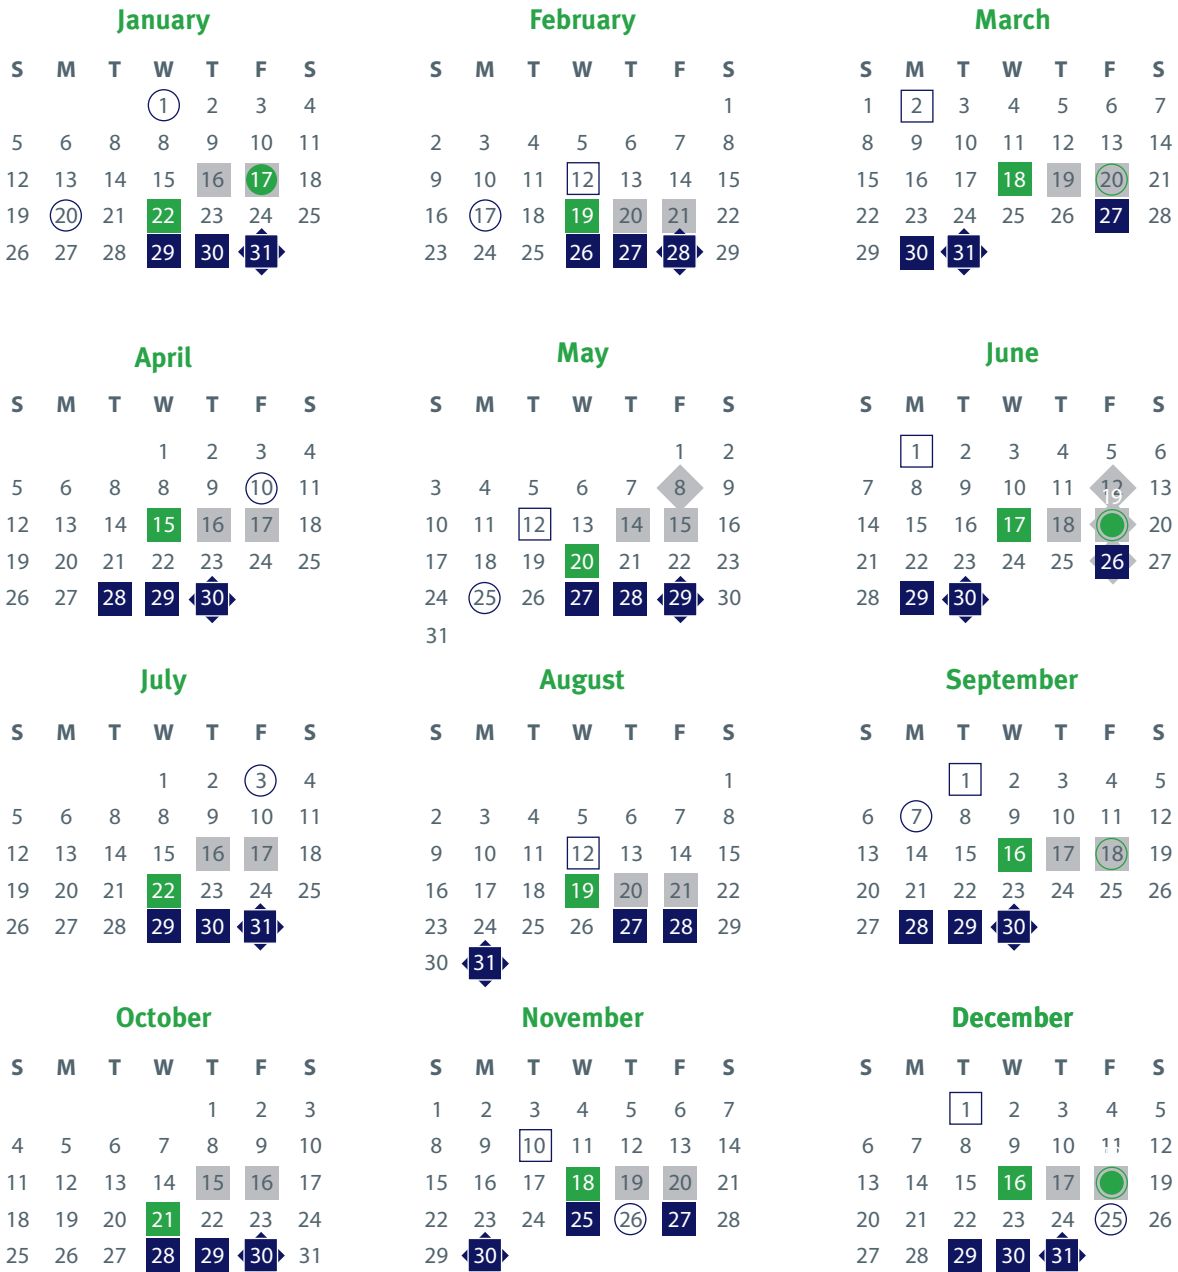 January
S M T W T F S
1 2 3 4
5 6 8 8 9 10 11
12 13 14 15 16 17 18
19 20 21 22 23 24 25
26 27 28 29 30 31
February
S M T W T F S
1
2 3 4 5 6 7 8
9 10 11 12 13 14 15
16 17 18 19 20 21 22
23 24 25 26 27 28 29
March
S M T W T F S
1 2 3 4 5 6 7
8 9 10 11 12 13 14
15 16 17 18 19 20 21
22 23 24 25 26 27 28
29 30 31
April
S M T W T F S
1 2 3 4
5 6 8 8 9 10 11
12 13 14 15 16 17 18
19 20 21 22 23 24 25
26 27 28 29 30
May
S M T W T F S
1 2
3 4 5 6 7 8 9
10 11 12 13 14 15 16
17 18 19 20 21 22 23
24 25 26 27 28 29 30
31
June
S M T W T F S
1 2 3 4 5 6
7 8 9 10 11 12 13
14 15 16 17 18 19 20
21 22 23 24 25 26 27
28 29 30
July
S M T W T F S
1 2 3 4
5 6 8 8 9 10 11
12 13 14 15 16 17 18
19 20 21 22 23 24 25
26 27 28 29 30 31
August
S M T W T F S
1
2 3 4 5 6 7 8
9 10 11 12 13 14 15
16 17 18 19 20 21 22
23 24 25 26 27 28 29
30 31
September
S M T W T F S
1 2 3 4 5
6 7 8 9 10 11 12
13 14 15 16 17 18 19
20 21 22 23 24 25 26
27 28 29 30
October
S M T W T F S
1 2 3
4 5 6 7 8 9 10
11 12 13 14 15 16 17
18 19 20 21 22 23 24
25 26 27 28 29 30 31
November
S M T W T F S
1 2 3 4 5 6 7
8 9 10 11 12 13 14
15 16 17 18 19 20 21
22 23 24 25 26 27 28
29 30
December
S M T W T F S
1 2 3 4 5
6 7 8 9 10 11 12
13 14 15 16 17 19
20 21 22 23 24 25 26
27 28 29 30 31